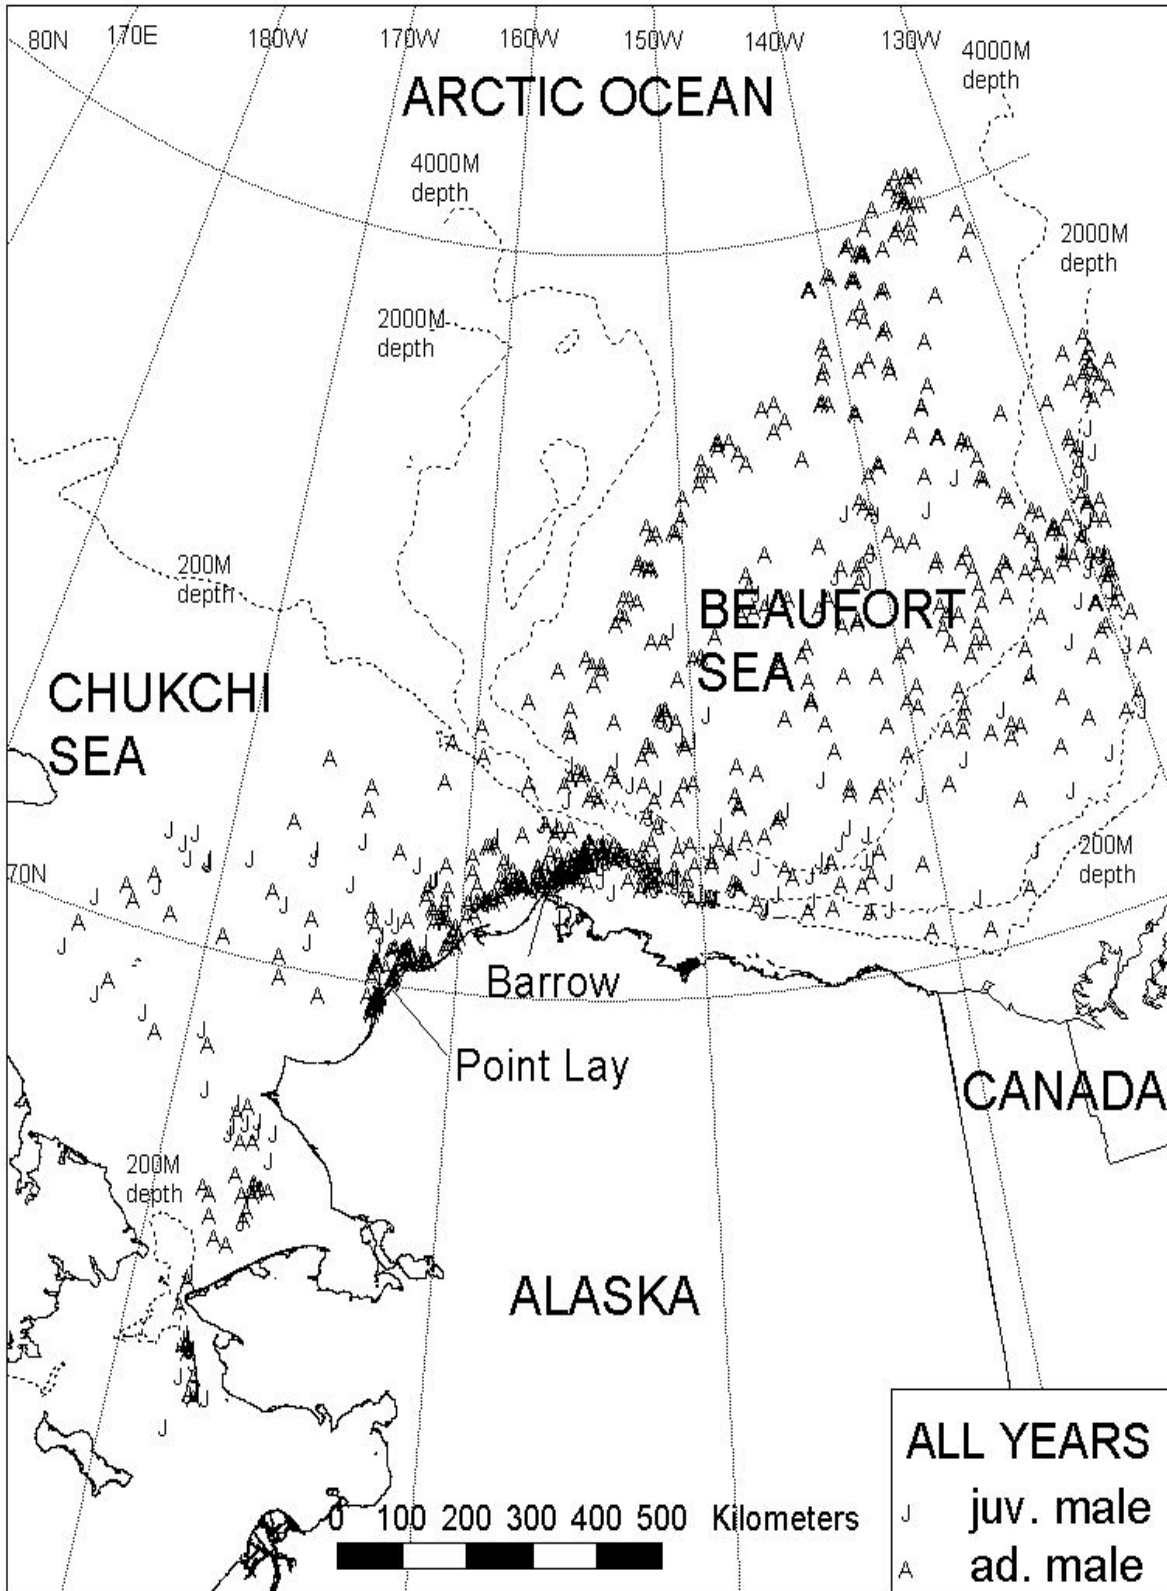 80N
170E
180W
170W
160W
150W
140W
130W
4000M
depth
ARCTIC OCEAN
4000M
depth
2000M
depth
2000M
depth
200M
depth
BEAUFORT
SEA
CHUKCHI
SEA
200M
depth
70N
Barrow
Point Lay
CANADA
200M
depth
ALASKA
ALL YEARS
J juv. male
A ad. male
0 100 200 300 400 500 Kilometers